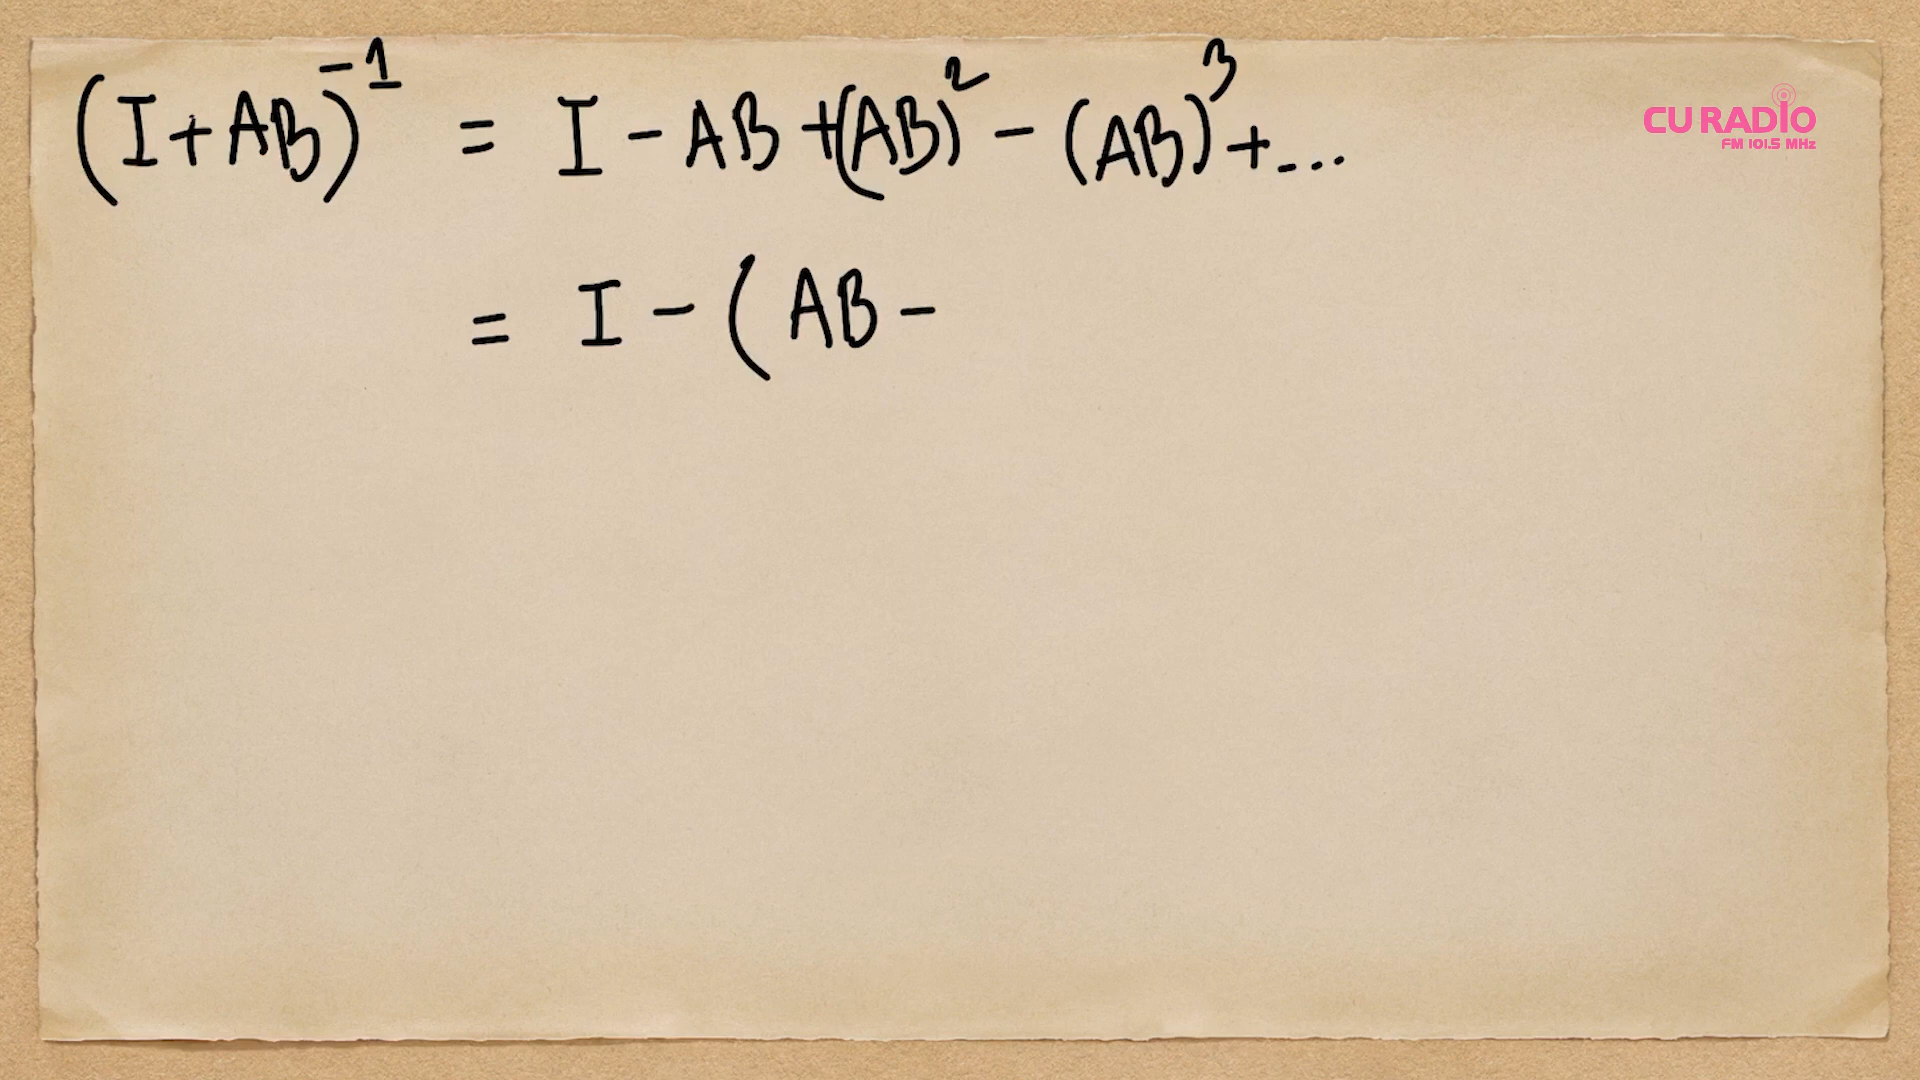 (I+AB)⁻¹ = I - AB +(AB)² - (AB)³ +...
= I - ( AB -
CU RADIO
FM 101.5 MHz